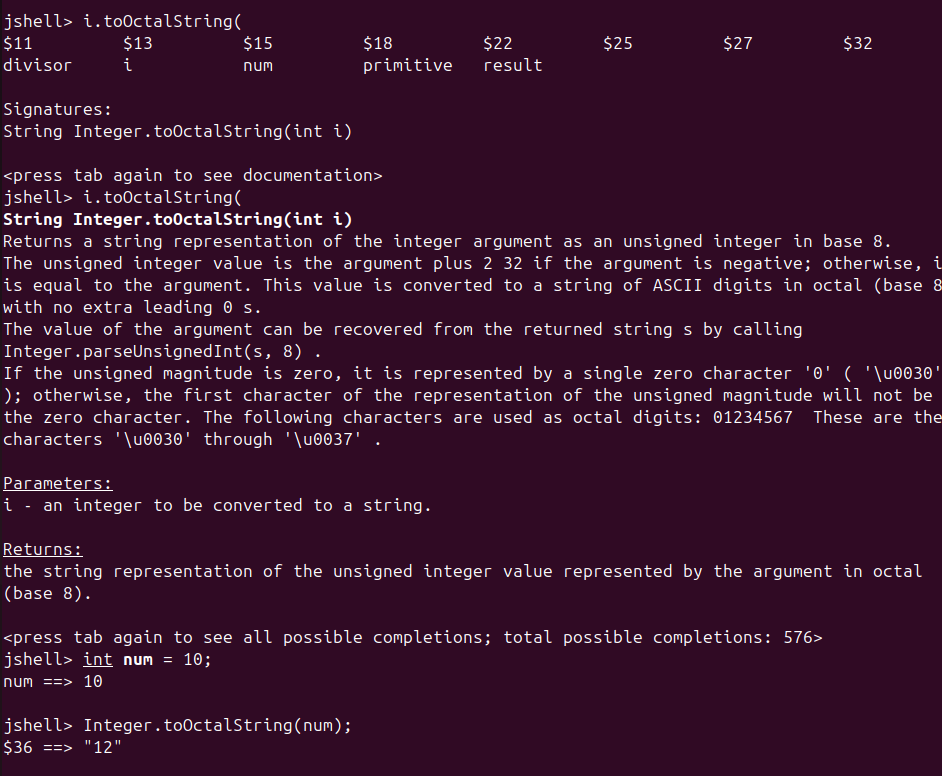 jshell> i.toOctalString(
$11 $13 $15 $18 $22 $25 $27 $32
divisor i num primitive result
Signatures:
String Integer.toOctalString(int i)
<press tab again to see documentation>
jshell> i.toOctalString(
String Integer.toOctalString(int i)
Returns a string representation of the integer argument as an unsigned integer in base 8.
The unsigned integer value is the argument plus 2 32 if the argument is negative; otherwise, i
is equal to the argument. This value is converted to a string of ASCII digits in octal (base 8
with no extra leading 0 s.
The value of the argument can be recovered from the returned string s by calling
Integer.parseUnsignedInt(s, 8) .
If the unsigned magnitude is zero, it is represented by a single zero character '0' ( '\u0030'
); otherwise, the first character of the representation of the unsigned magnitude will not be
the zero character. The following characters are used as octal digits: 01234567  These are the
characters '\u0030' through '\u0037' .
Parameters:
i - an integer to be converted to a string.
Returns:
the string representation of the unsigned integer value represented by the argument in octal
(base 8).
<press tab again to see all possible completions; total possible completions: 576>
jshell> int num = 10;
num ==> 10
jshell> Integer.toOctalString(num);
$36 ==> "12"